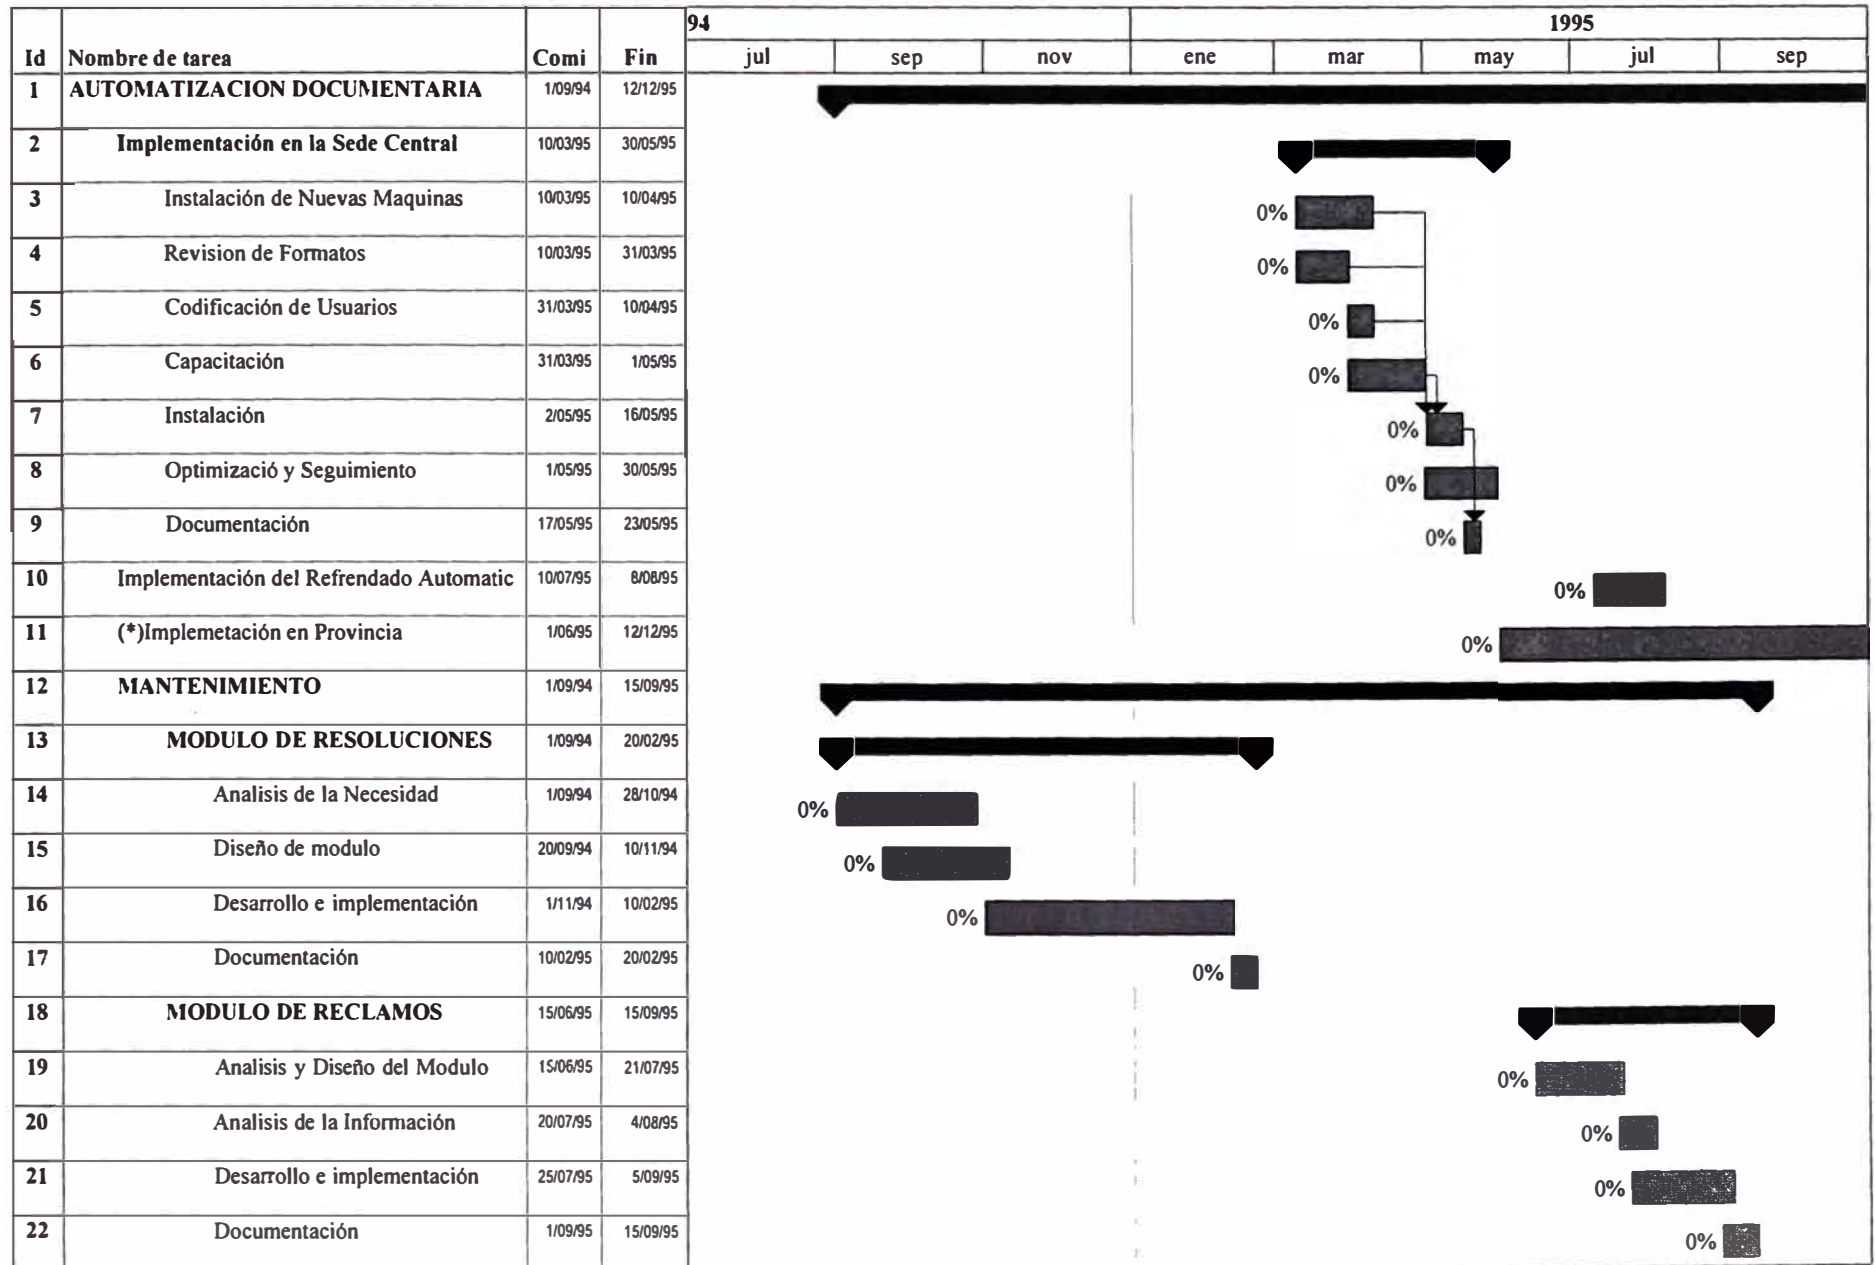 94 1995
Id Nombre de tarea Comi Fin jul sep nov ene mar may jul sep
1 AUTOMATIZACION DOCUMENTARIA 1/09/94 12/12/95
2 Implementación en la Sede Central 10/03/95 30/05/95
3 Instalación de Nuevas Maquinas 10/03/95 10/04/95 0%
4 Revision de Formatos 10/03/95 31/03/95 0%
5 Codificación de Usuarios 31/03/95 10/04/95 0%
6 Capacitación 31/03/95 1/05/95 0%
7 Instalación 2/05/95 16/05/95 0%
8 Optimizació y Seguimiento 1/05/95 30/05/95 0%
9 Documentación 17/05/95 23/05/95 0%
10 Implementación del Refrendado Automatic 10/07/95 8/08/95 0%
11 (*)Implemetación en Provincia 1/06/95 12/12/95 0%
12 MANTENIMIENTO 1/09/94 15/09/95
13 MODULO DE RESOLUCIONES 1/09/94 20/02/95
14 Analisis de la Necesidad 1/09/94 28/10/94 0%
15 Diseño de modulo 20/09/94 10/11/94 0%
16 Desarrollo e implementación 1/11/94 10/02/95 0%
17 Documentación 10/02/95 20/02/95 0%
18 MODULO DE RECLAMOS 15/06/95 15/09/95
19 Analisis y Diseño del Modulo 15/06/95 21/07/95 0%
20 Analisis de la Información 20/07/95 4/08/95 0%
21 Desarrollo e implementación 25/07/95 5/09/95 0%
22 Documentación 1/09/95 15/09/95 0%